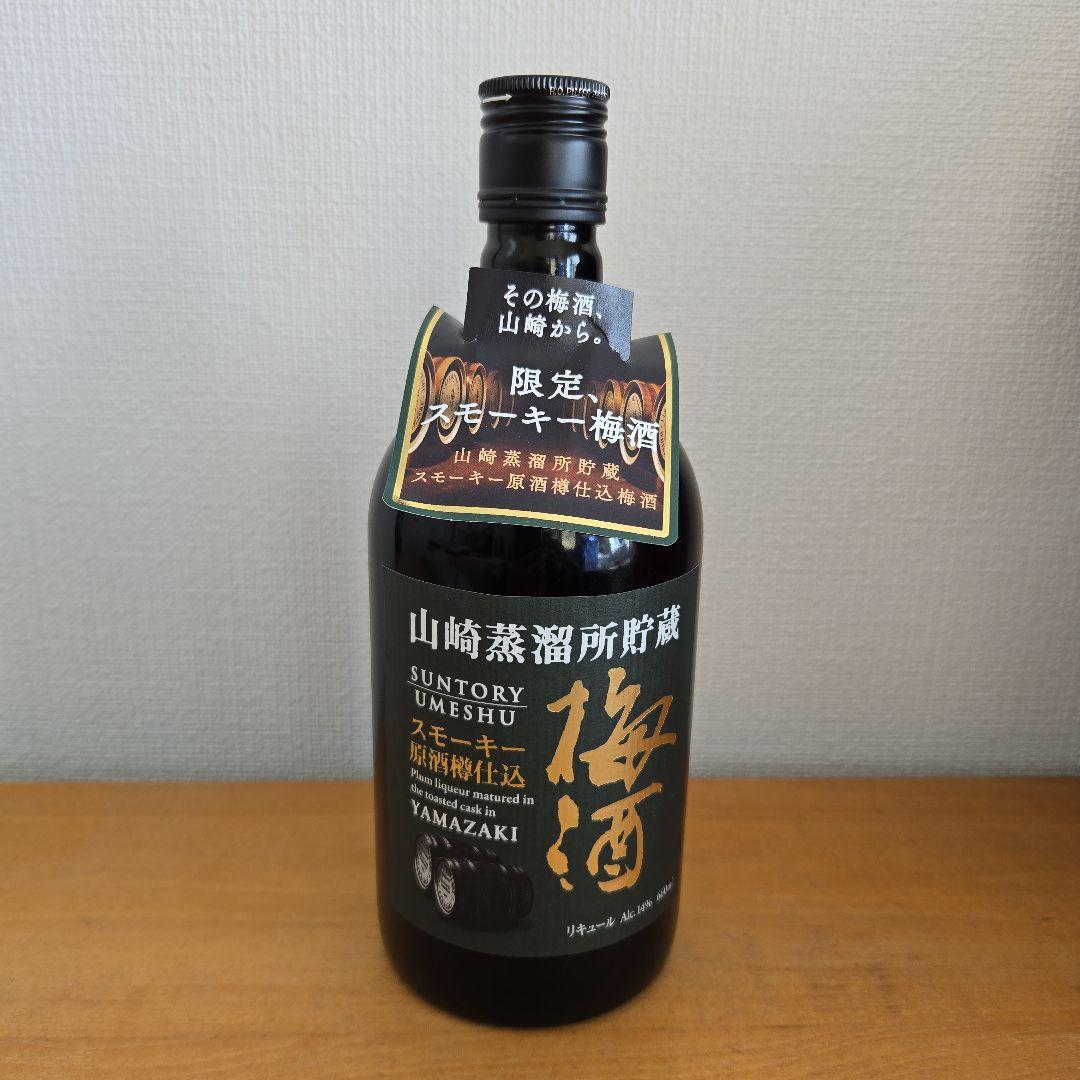 その梅酒、
山崎から。
限定、
スモーキー梅酒
山崎蒸溜所貯蔵
スモーキー原酒樽仕込梅酒
山崎蒸溜所貯蔵
SUNTORY
UMESHU
梅酒
スモーキー
原酒樽仕込
Plum liqueur matured in
the toasted cask in
YAMAZAKI
リキュール Alc.14% 660ml